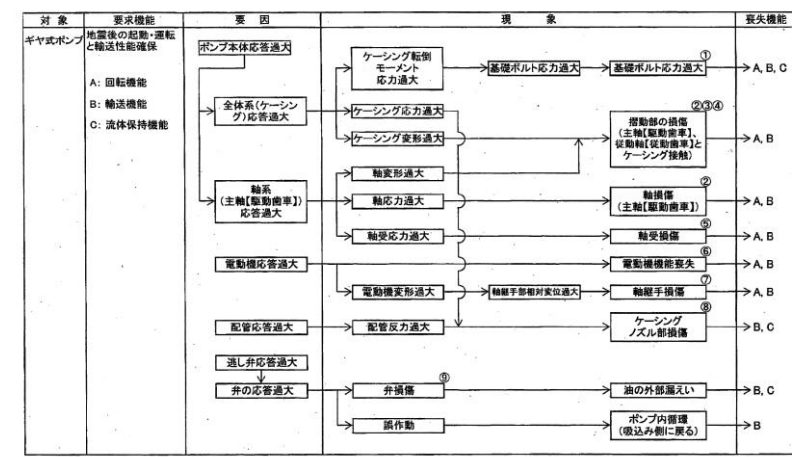 対 象 要求機能 要 因 現 象 喪失機能
ギヤ式ポンプ
地震後の起動・運転
と輸送性能確保
A: 回転機能
B: 輸送機能
C: 流体保持機能
ポンプ本体応答過大
全体系(ケーシン
グ)応答過大
ケーシング転倒
モーメント
応力過大
基礎ボルト応力過大
①
基礎ボルト応力過大
A, B, C
ケーシング応力過大
ケーシング変形過大
②③④
摺動部の損傷
(主軸【駆動歯車】、
従動軸【従動歯車】と
ケーシング接触)
A, B
軸系
(主軸【駆動歯車】)
応答過大
軸変形過大
軸応力過大
②
軸損傷
(主軸【駆動歯車】)
A, B
軸受応力過大
⑤
軸受損傷
A, B
電動機応答過大
⑥
電動機機能喪失
A, B
電動機変形過大
軸継手部相対変位過大
⑦
軸継手損傷
A, B
配管応答過大
配管反力過大
⑧
ケーシング
ノズル部損傷
B, C
逃し弁応答過大
弁の応答過大
⑨
弁損傷
油の外部漏えい
B, C
誤作動
ポンプ内循環
(吸込み側に戻る)
B